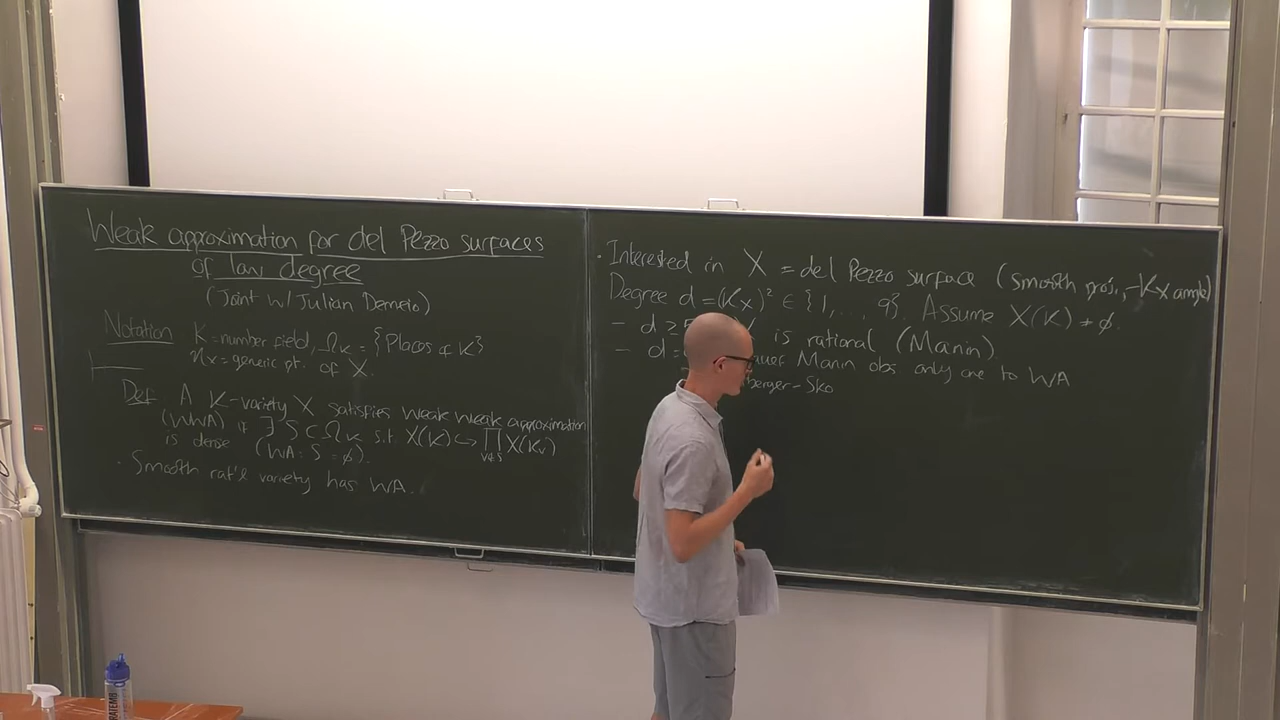 Weak approximation for del Pezzo surfaces
of low degree
(Joint w/ Julian Demeio)
Notation K = number field, Ω_K = {Places of K}
η_X = generic pt. of X.
Def A K-variety X satisfies weak weak approximation
(WWA) if ∃ S ⊂ Ω_K s.t. X(K) ↪ ∏_{v∉S} X(K_v)
is dense (WA: S = ∅).
· Smooth rat'l variety has WA.
· Interested in X = del Pezzo surface (smooth proj., -K_X ample)
Degree d = (K_X)² ∈ {1, ..., 9}. Assume X(K) ≠ ∅.
- d ≥ is rational (Manin)
- d = Manin obs only one to WA
berger-Sko